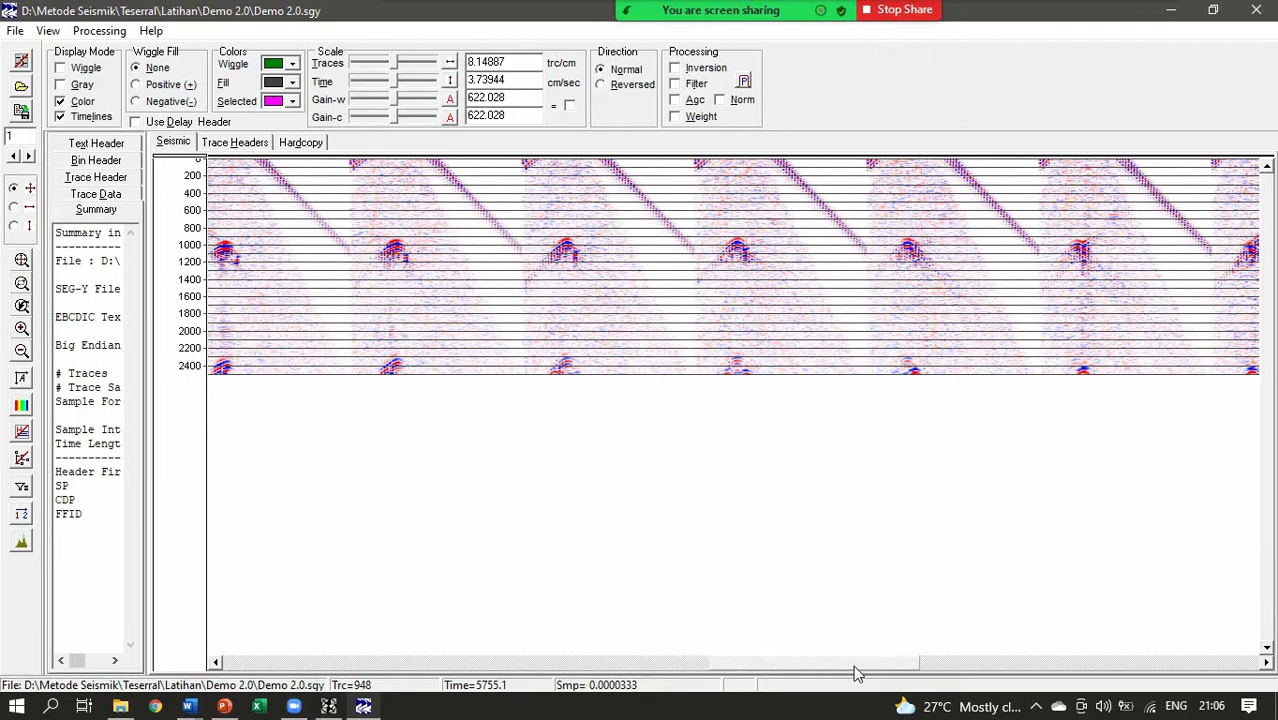 D:\Metode Seismik\Teserral\Latihan\Demo 2.0\Demo 2.0.sgy
You are screen sharing
Stop Share
File View Processing Help
Display Mode
Wiggle
Gray
Color
Timelines
Wiggle Fill
None
Positive (+)
Negative(-)
Use Delay Header
Colors
Wiggle
Fill
Selected
Scale
Traces 8.14887 trc/cm
Time 3.73944 cm/sec
Gain-w A 622.028
Gain-c A 622.028
=
Direction
Normal
Reversed
Processing
Inversion
Filter
Agc Norm
Weight
P
1
Text Header
Bin Header
Trace Header
Trace Data
Summary
Seismic Trace Headers Hardcopy
Summary in
----------
File : D:\
SEG-Y File
EBCDIC Tex
Big Endian
# Traces
# Trace Sa
Sample For
Sample Int
Time Lengt
----------
Header Fir
SP
CDP
FFID
0
200
400
600
800
1000
1200
1400
1600
1800
2000
2200
2400
File: D:\Metode Seismik\Teserral\Latihan\Demo 2.0\Demo 2.0.sgy Trc=948 Time=5755.1 Smp= 0.0000333
27°C Mostly cl... ENG 21:06